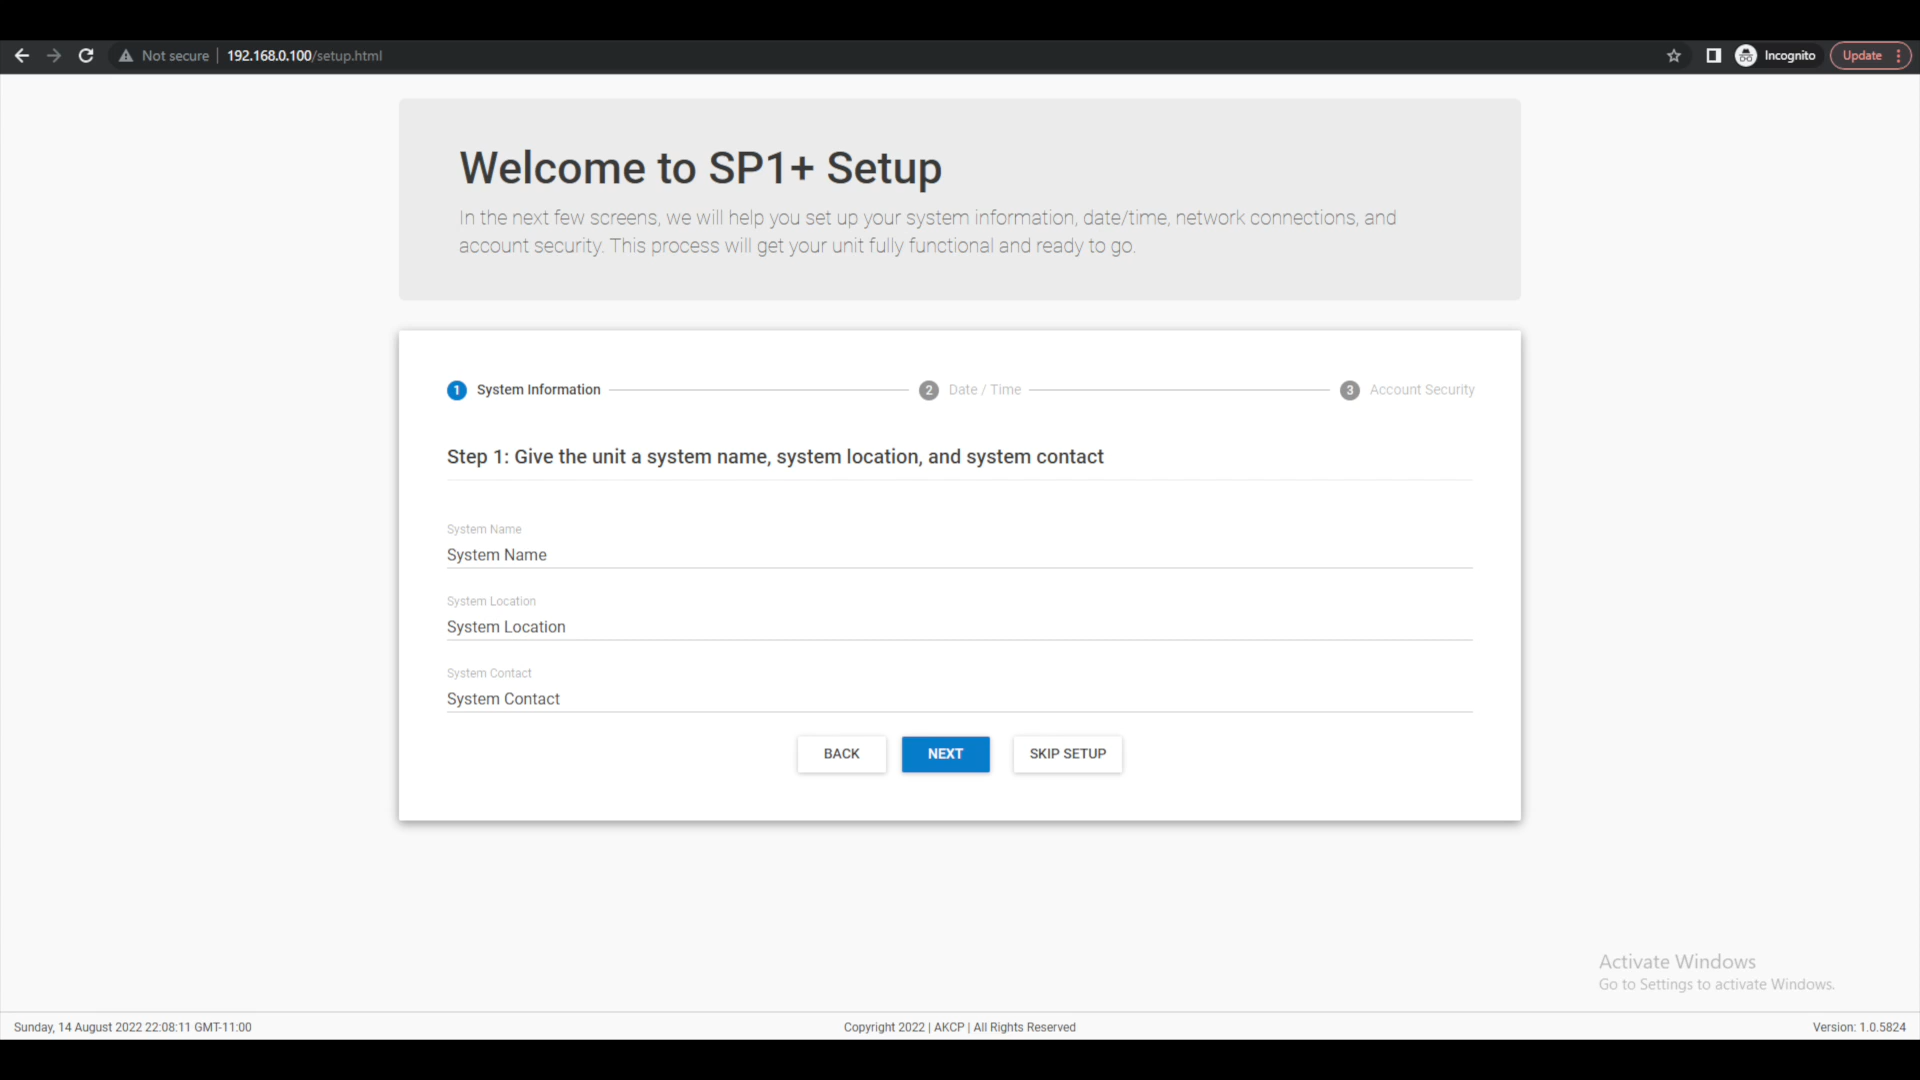 Not secure | 192.168.0.100/setup.html
Incognito
Update
Welcome to SP1+ Setup
In the next few screens, we will help you set up your system information, date/time, network connections, and
account security. This process will get your unit fully functional and ready to go.
1 System Information 2 Date / Time 3 Account Security
Step 1: Give the unit a system name, system location, and system contact
System Name
System Name
System Location
System Location
System Contact
System Contact
BACK NEXT SKIP SETUP
Activate Windows
Go to Settings to activate Windows.
Sunday, 14 August 2022 22:08:11 GMT-11:00 Copyright 2022 | AKCP | All Rights Reserved Version: 1.0.5824